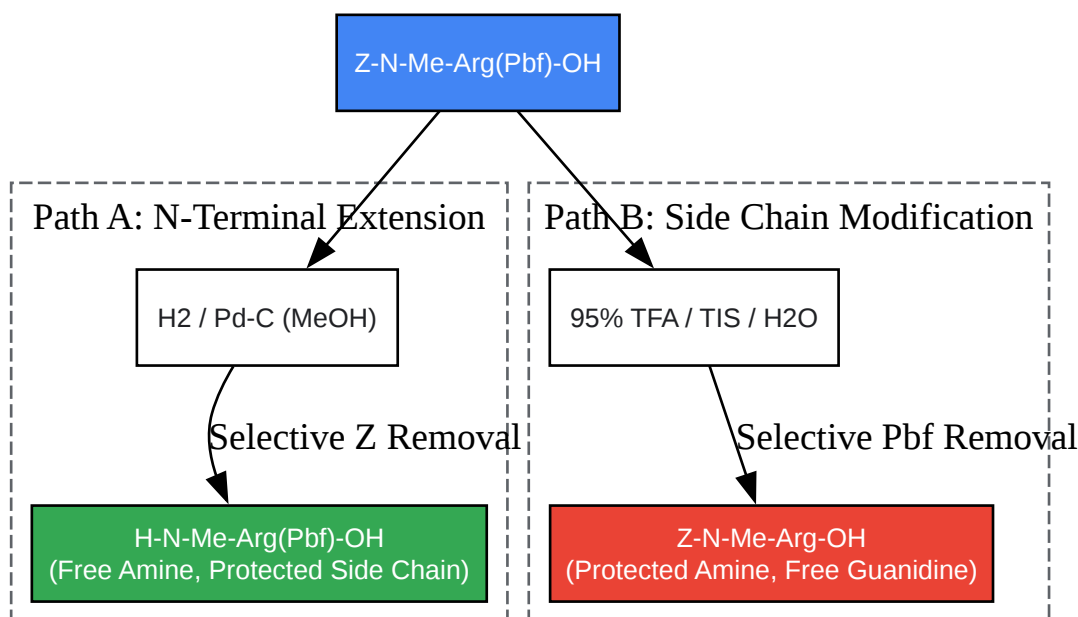 Z-N-Me-Arg(Pbf)-OH
Path A: N-Terminal Extension
Path B: Side Chain Modification
H2 / Pd-C (MeOH)
95% TFA / TIS / H2O
Selective Z Removal
Selective Pbf Removal
H-N-Me-Arg(Pbf)-OH
(Free Amine, Protected Side Chain)
Z-N-Me-Arg-OH
(Protected Amine, Free Guanidine)